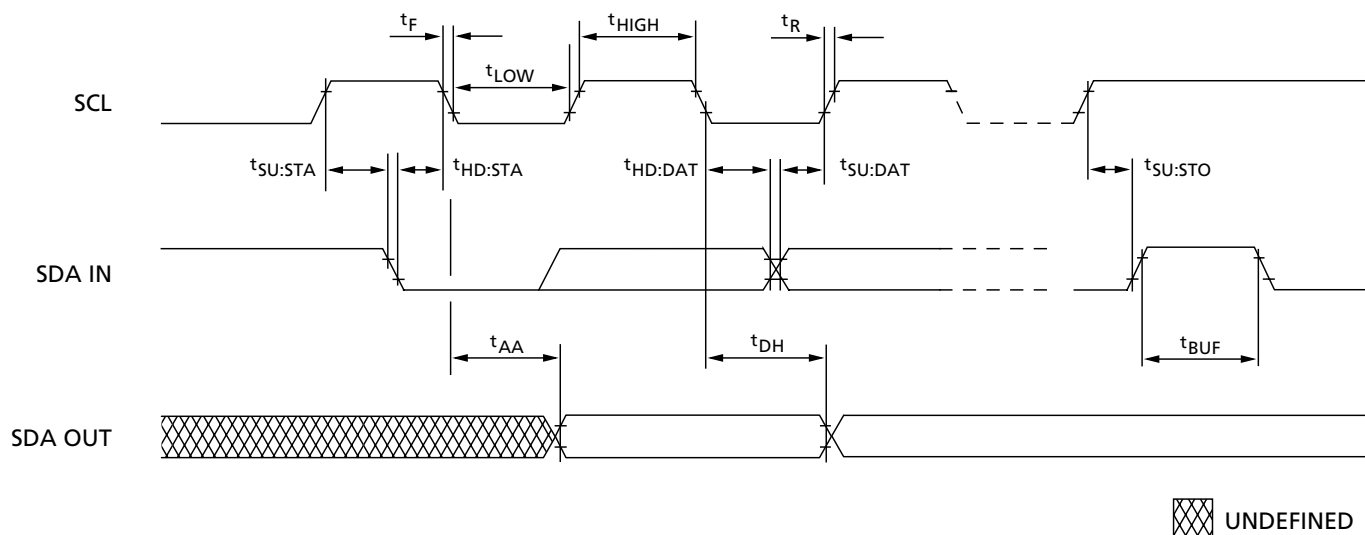 tF
tHIGH
tR
tLOW
SCL
tSU:STA
tHD:STA
tHD:DAT
tSU:DAT
tSU:STO
SDA IN
tAA
tDH
tBUF
SDA OUT
UNDEFINED